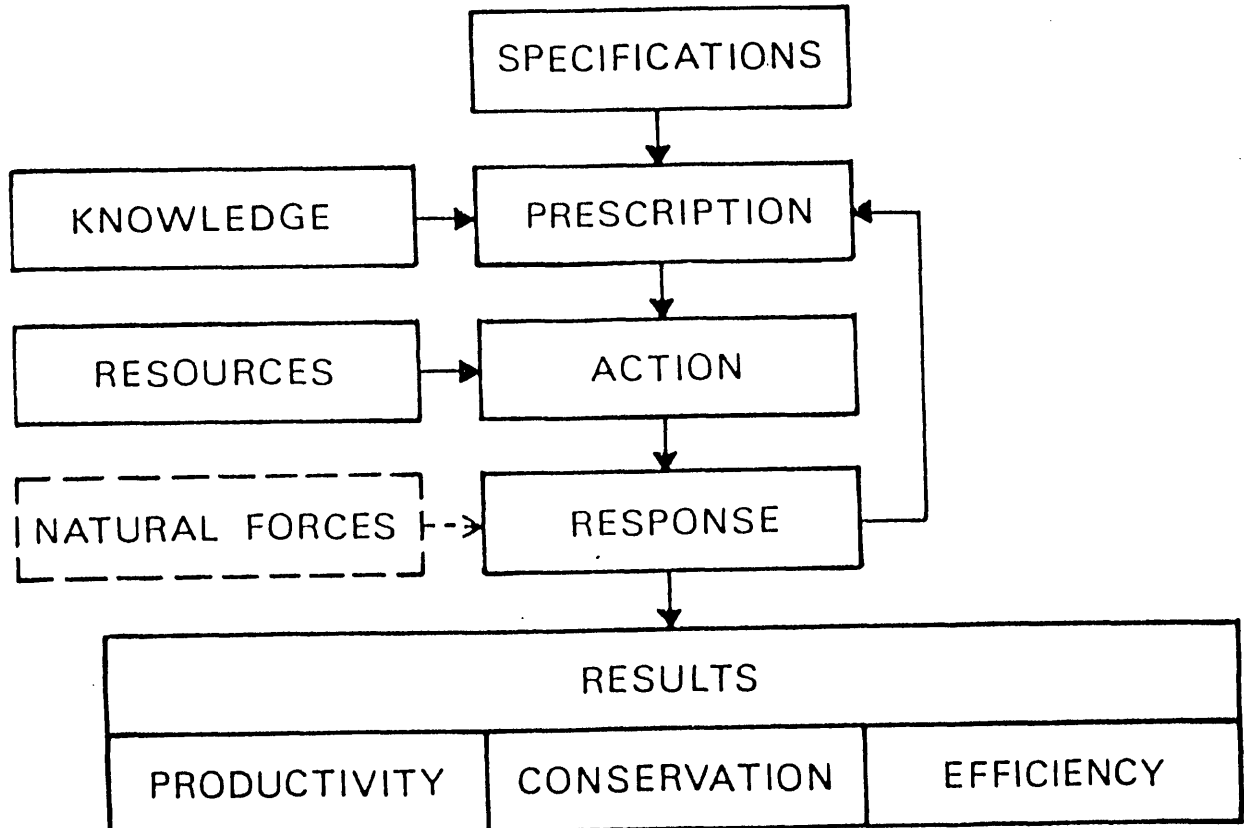 SPECIFICATIONS
KNOWLEDGE
PRESCRIPTION
RESOURCES
ACTION
NATURAL FORCES
RESPONSE
RESULTS
PRODUCTIVITY
CONSERVATION
EFFICIENCY